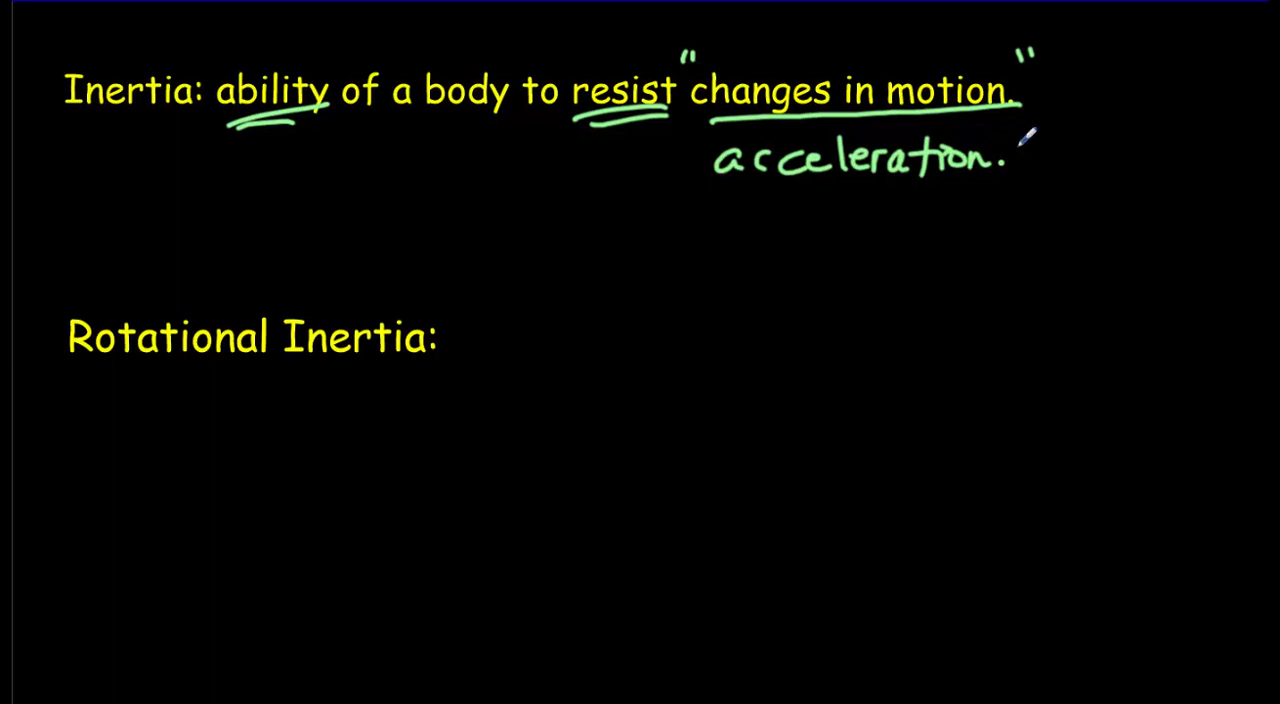 Inertia: ability of a body to resist "changes in motion."
acceleration.
Rotational Inertia: